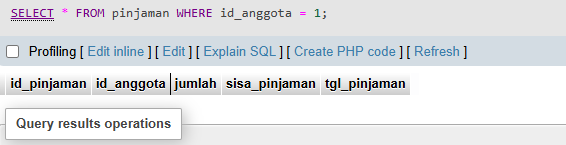 SELECT * FROM pinjaman WHERE id_anggota = 1;
Profiling [ Edit inline ] [ Edit ] [ Explain SQL ] [ Create PHP code ] [ Refresh ]
id_pinjaman id_anggota jumlah sisa_pinjaman tgl_pinjaman
Query results operations